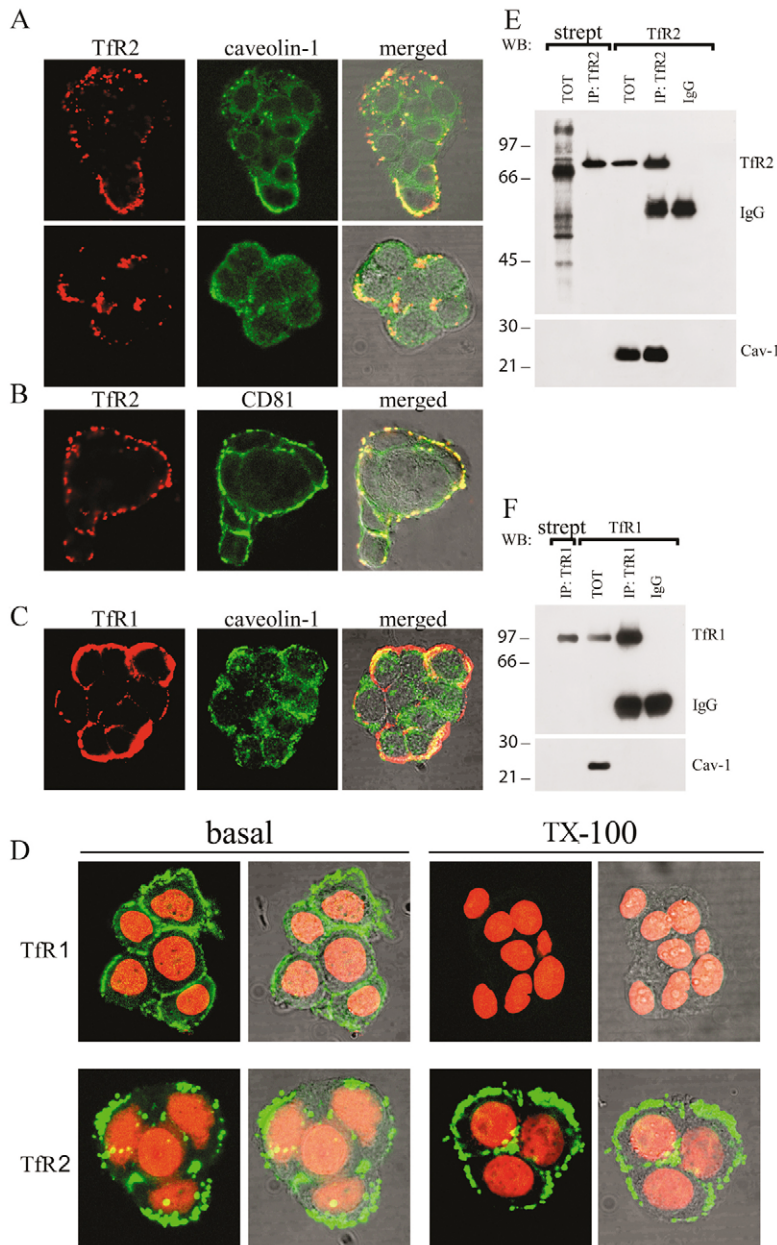 A
TfR2 caveolin-1 merged
B
TfR2 CD81 merged
C
TfR1 caveolin-1 merged
D
basal TX-100
TfR1
TfR2
E
strept TfR2
WB:
TOT
IP: TfR2
TOT
IP: TfR2
IgG
97
66
45
30
21
TfR2
IgG
Cav-1
F
strept TfR1
WB:
IP: TfR1
TOT
IP: TfR1
IgG
97
66
30
21
TfR1
IgG
Cav-1